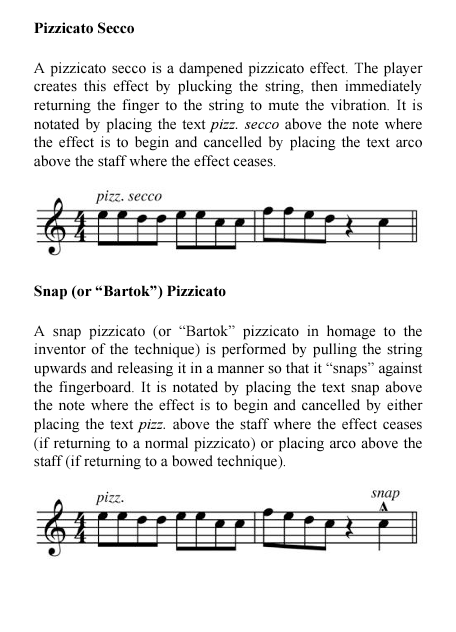 Pizzicato Secco
A pizzicato secco is a dampened pizzicato effect. The player
creates this effect by plucking the string, then immediately
returning the finger to the string to mute the vibration. It is
notated by placing the text pizz. secco above the note where
the effect is to begin and cancelled by placing the text arco
above the staff where the effect ceases.
pizz. secco
4
4
Snap (or “Bartok”) Pizzicato
A snap pizzicato (or “Bartok” pizzicato in homage to the
inventor of the technique) is performed by pulling the string
upwards and releasing it in a manner so that it “snaps” against
the fingerboard. It is notated by placing the text snap above
the note where the effect is to begin and cancelled by either
placing the text pizz. above the staff where the effect ceases
(if returning to a normal pizzicato) or placing arco above the
staff (if returning to a bowed technique).
pizz. snap
4
4